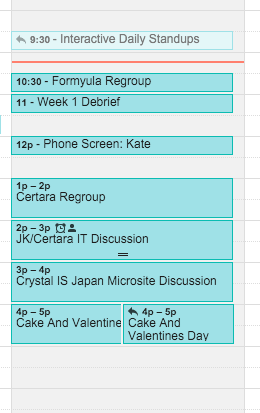 9:30 - Interactive Daily Standups
10:30 - Formyula Regroup
11 - Week 1 Debrief
12p - Phone Screen: Kate
1p – 2p
Certara Regroup
2p – 3p
JK/Certara IT Discussion
3p – 4p
Crystal IS Japan Microsite Discussion
4p – 5p
Cake And Valentine
4p – 5p
Cake And
Valentines Day